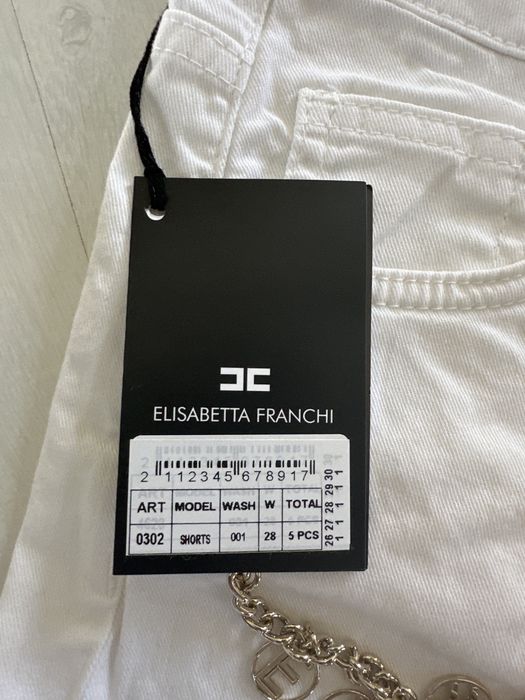 ELISABETTA FRANCHI
2 112345 678917
ART MODEL WASH W TOTAL
0302 SHORTS 001 28 5 PCS
26 27 28 29 30
1 1 1 1 1